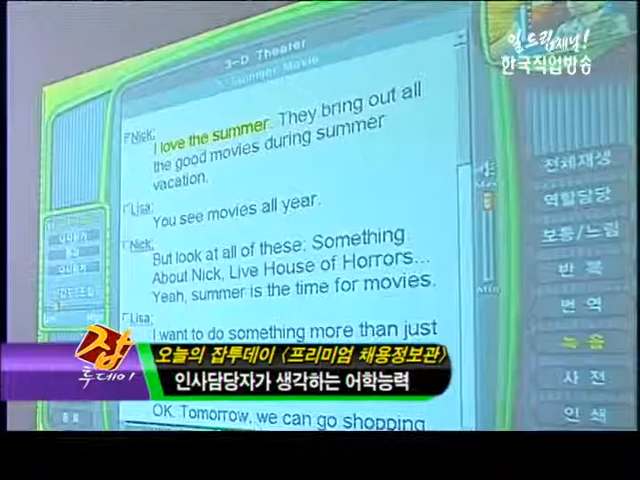 일드림채널!
한국직업방송
3-D Theater
Summer Movie
Nick:
I love the summer. They bring out all
the good movies during summer
vacation.
Lisa:
You see movies all year.
Nick:
But look at all of these: Something
About Nick, Live House of Horrors...
Yeah, summer is the time for movies.
Lisa:
I want to do something more than just
OK. Tomorrow, we can go shopping
전체재생
역할담당
보통/느림
반복
번역
녹음
사전
인쇄
Max
Min
잡
투데이
오늘의 잡투데이 <프리미엄 채용정보관>
인사담당자가 생각하는 어학능력